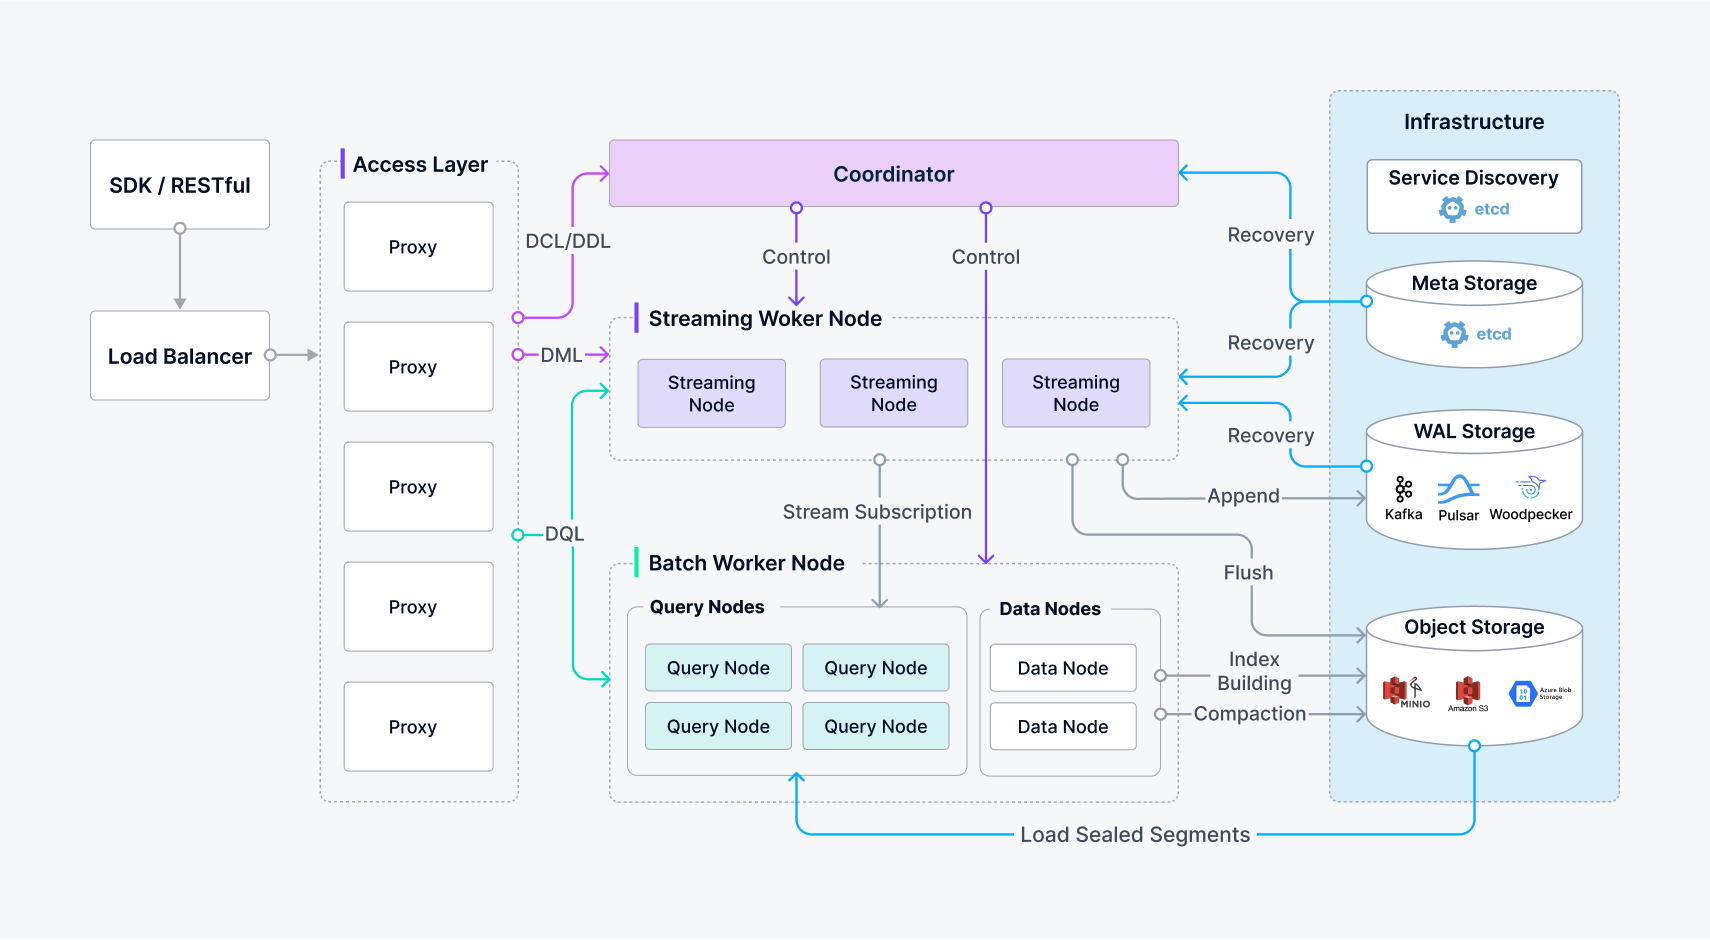 SDK / RESTful
Load Balancer
Access Layer
Proxy
Proxy
Proxy
Proxy
Proxy
DCL/DDL
DML
DQL
Coordinator
Control
Control
Streaming Woker Node
Streaming
Node
Streaming
Node
Streaming
Node
Stream Subscription
Batch Worker Node
Query Nodes
Query Node
Query Node
Query Node
Query Node
Data Nodes
Data Node
Data Node
Recovery
Recovery
Recovery
Append
Flush
Index
Building
Compaction
Load Sealed Segments
Infrastructure
Service Discovery
etcd
Meta Storage
etcd
WAL Storage
Kafka
Pulsar
Woodpecker
Object Storage
MINIO
Amazon S3
10
01
Azure Blob
Storage